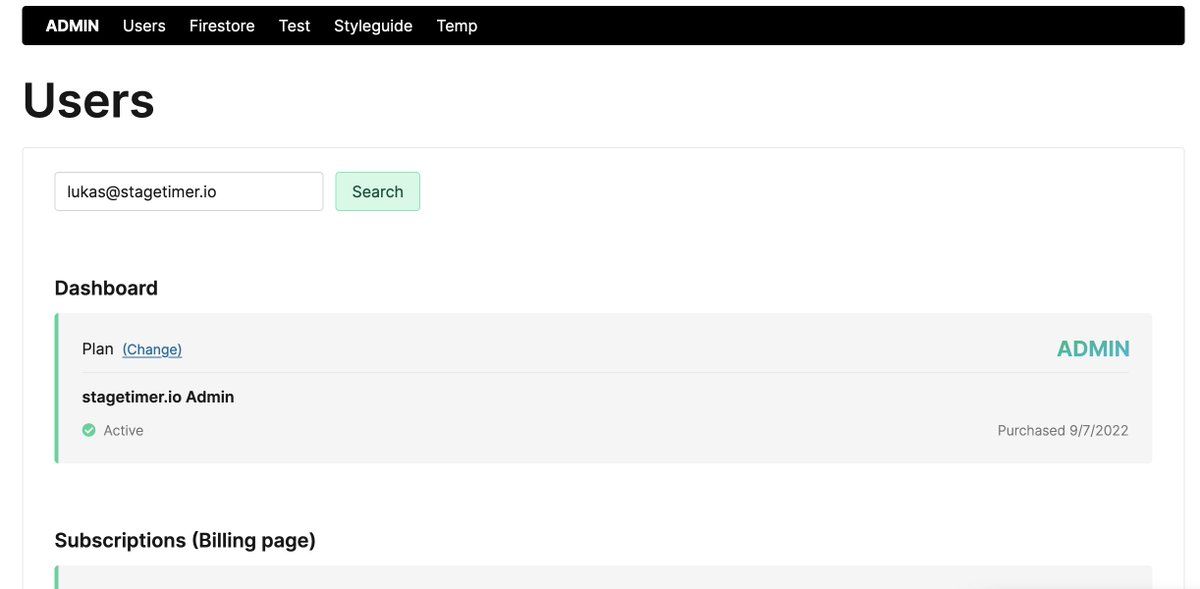 ADMIN Users Firestore Test Styleguide Temp
Users
lukas@stagetimer.io Search
Dashboard
Plan (Change) ADMIN
stagetimer.io Admin
Active Purchased 9/7/2022
Subscriptions (Billing page)